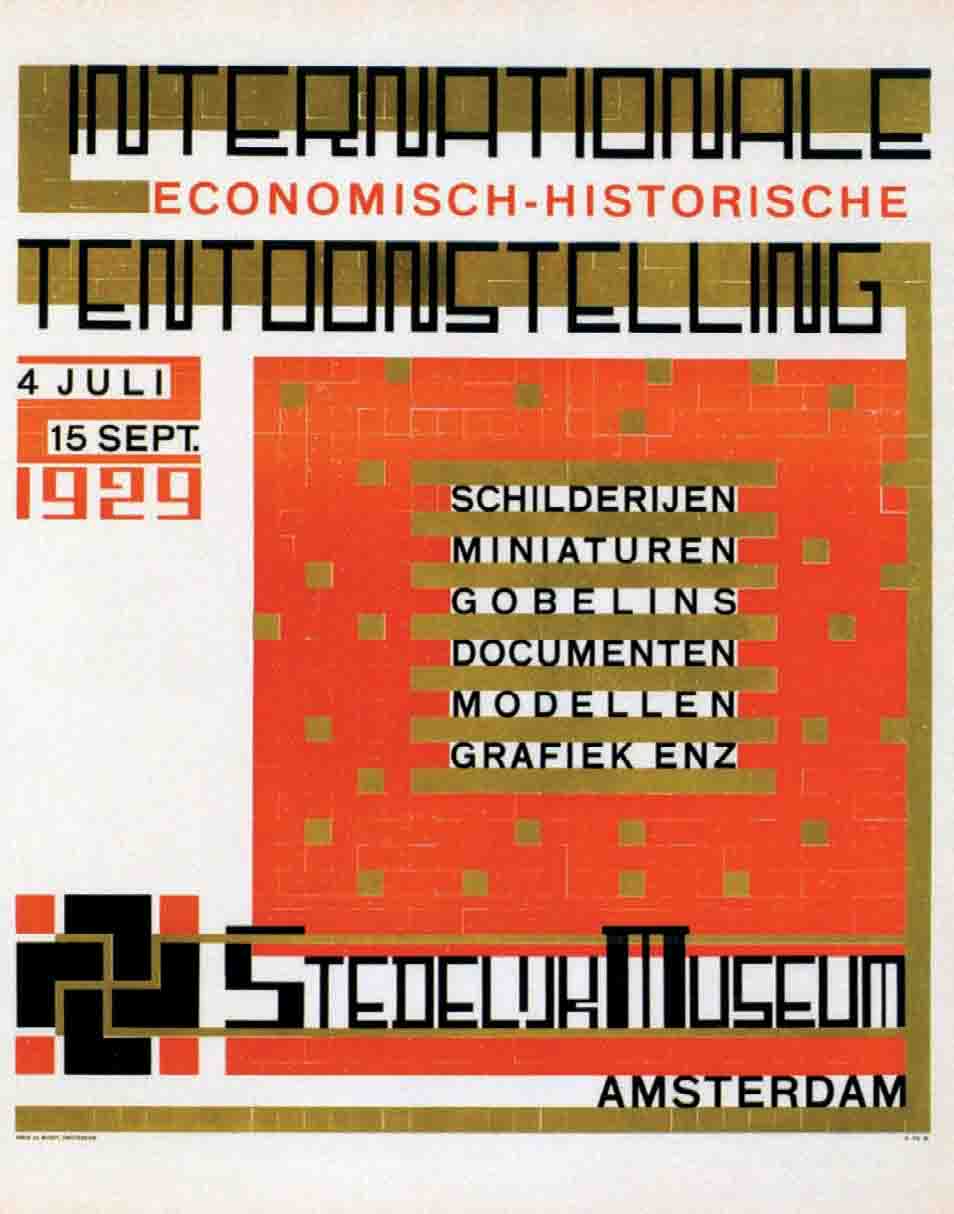 INTERNATIONALE
ECONOMISCH-HISTORISCHE
TENTOONSTELLING
4 JULI
15 SEPT.
1929
SCHILDERIJEN
MINIATUREN
GOBELINS
DOCUMENTEN
MODELLEN
GRAFIEK ENZ
STEDELIJK MUSEUM
AMSTERDAM